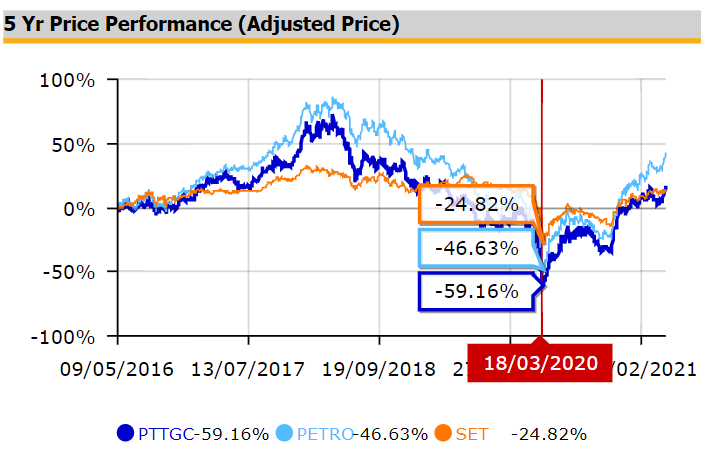 5 Yr Price Performance (Adjusted Price)
100%
50%
0%
-50%
-100%
-24.82%
-46.63%
-59.16%
09/05/2016 13/07/2017 19/09/2018 18/03/2020 /02/2021
PTTGC -59.16% PETRO -46.63% SET -24.82%